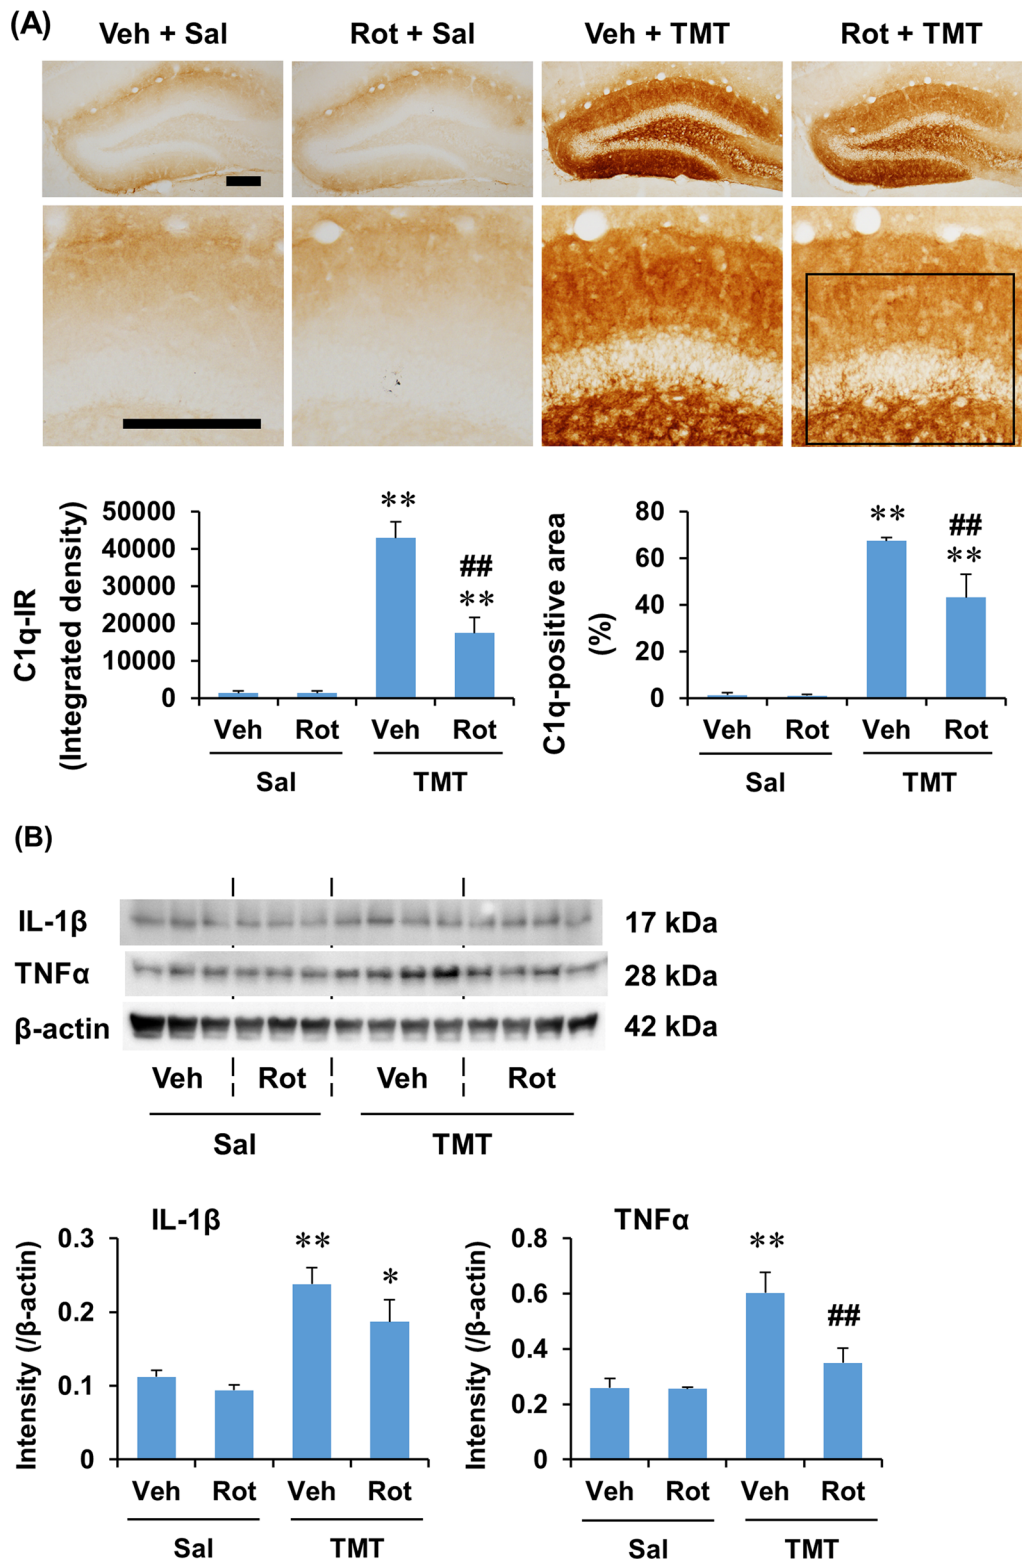 (A)
Veh + Sal
Rot + Sal
Veh + TMT
Rot + TMT
C1q-IR
(Integrated density)
50000
40000
30000
20000
10000
0
**
##
**
Veh
Rot
Veh
Rot
Sal
TMT
C1q-positive area
(%)
80
60
40
20
0
**
##
**
Veh
Rot
Veh
Rot
Sal
TMT
(B)
IL-1β
17 kDa
TNFα
28 kDa
β-actin
42 kDa
Veh
Rot
Veh
Rot
Sal
TMT
IL-1β
Intensity (/β-actin)
0.3
0.2
0.1
0
**
*
Veh
Rot
Veh
Rot
Sal
TMT
TNFα
Intensity (/β-actin)
0.8
0.6
0.4
0.2
0
**
##
Veh
Rot
Veh
Rot
Sal
TMT